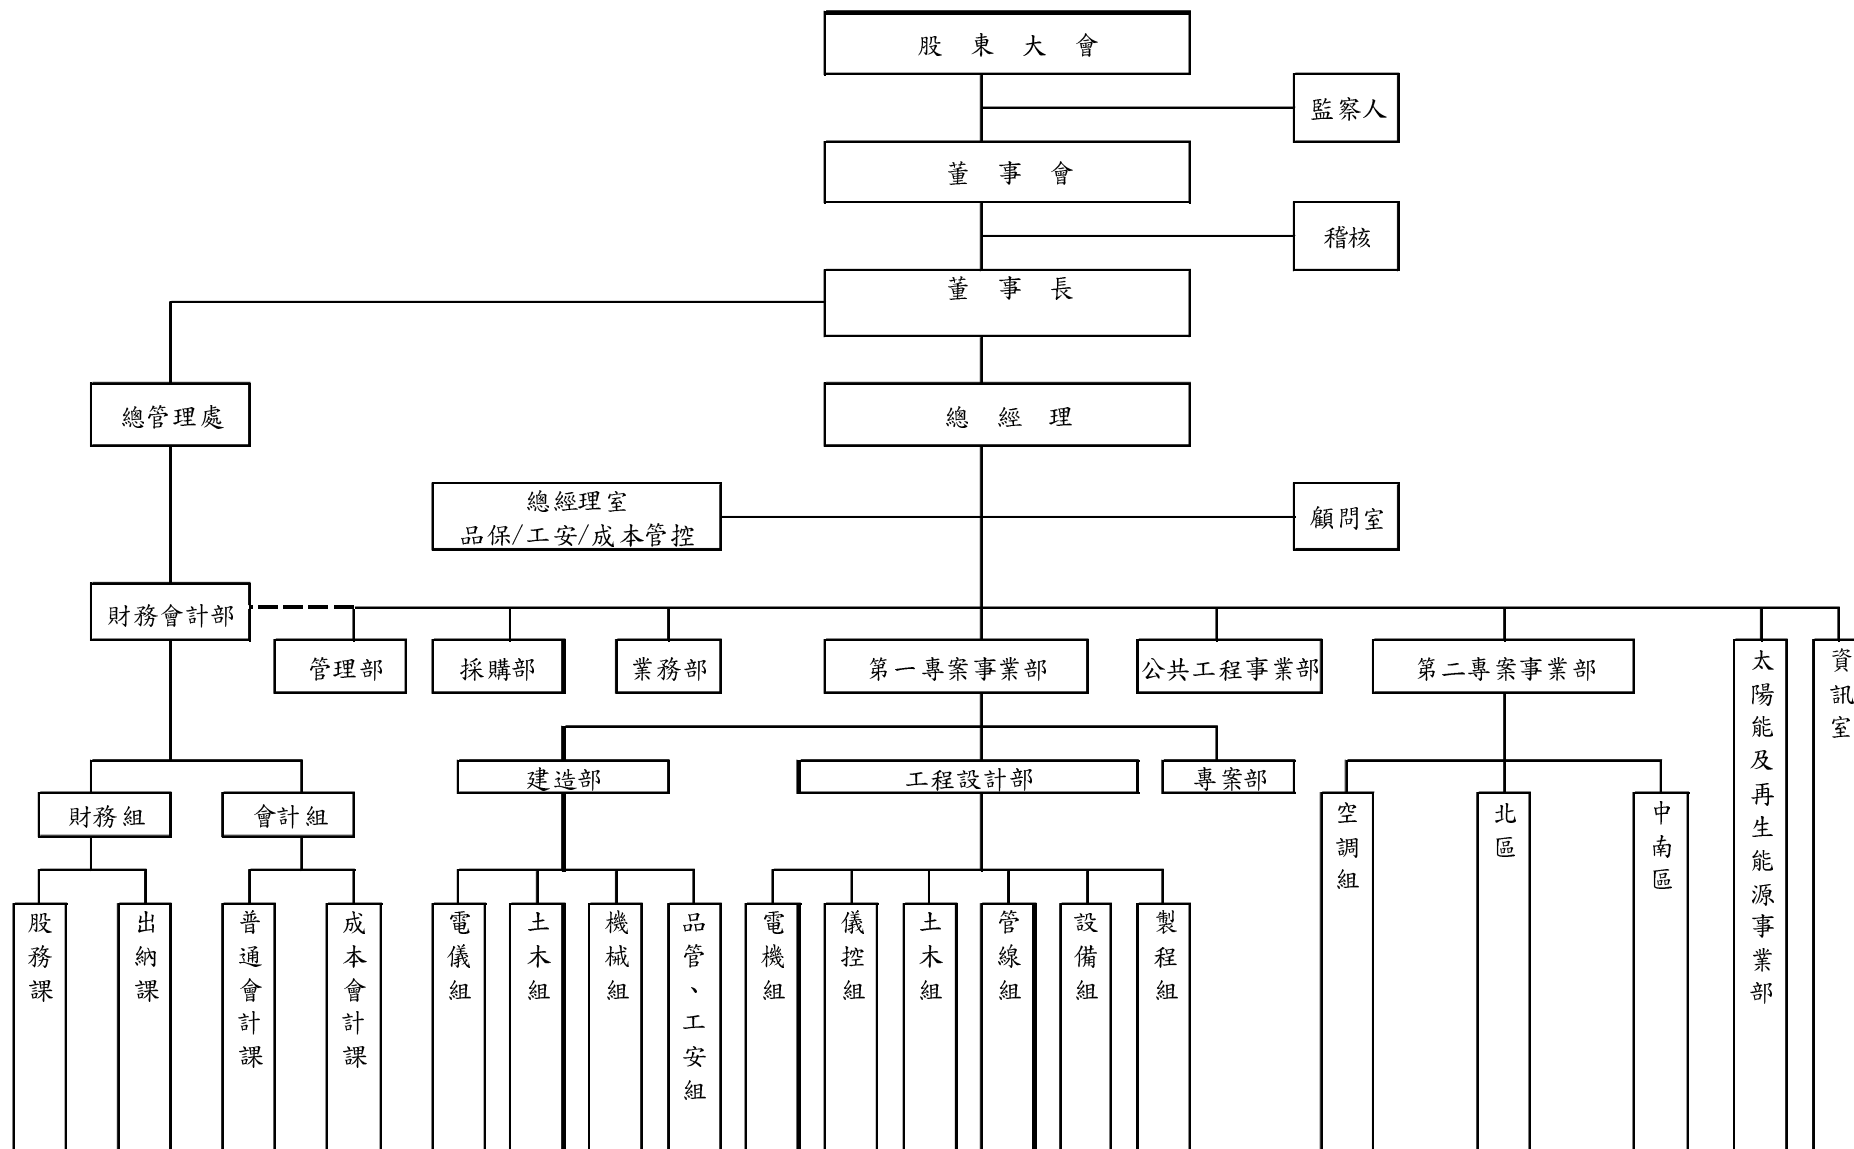 股東大會
監察人
董事會
稽核
董事長
總管理處
總經理
總經理室
品保/工安/成本管控
顧問室
財務會計部
管理部
採購部
業務部
第一專案事業部
公共工程事業部
第二專案事業部
太陽能及再生能源事業部
資訊室
建造部
工程設計部
專案部
財務組
會計組
空調組
北區
中南區
股務課
出納課
普通會計課
成本會計課
電儀組
土木組
機械組
品管、工安組
電機組
儀控組
土木組
管線組
設備組
製程組